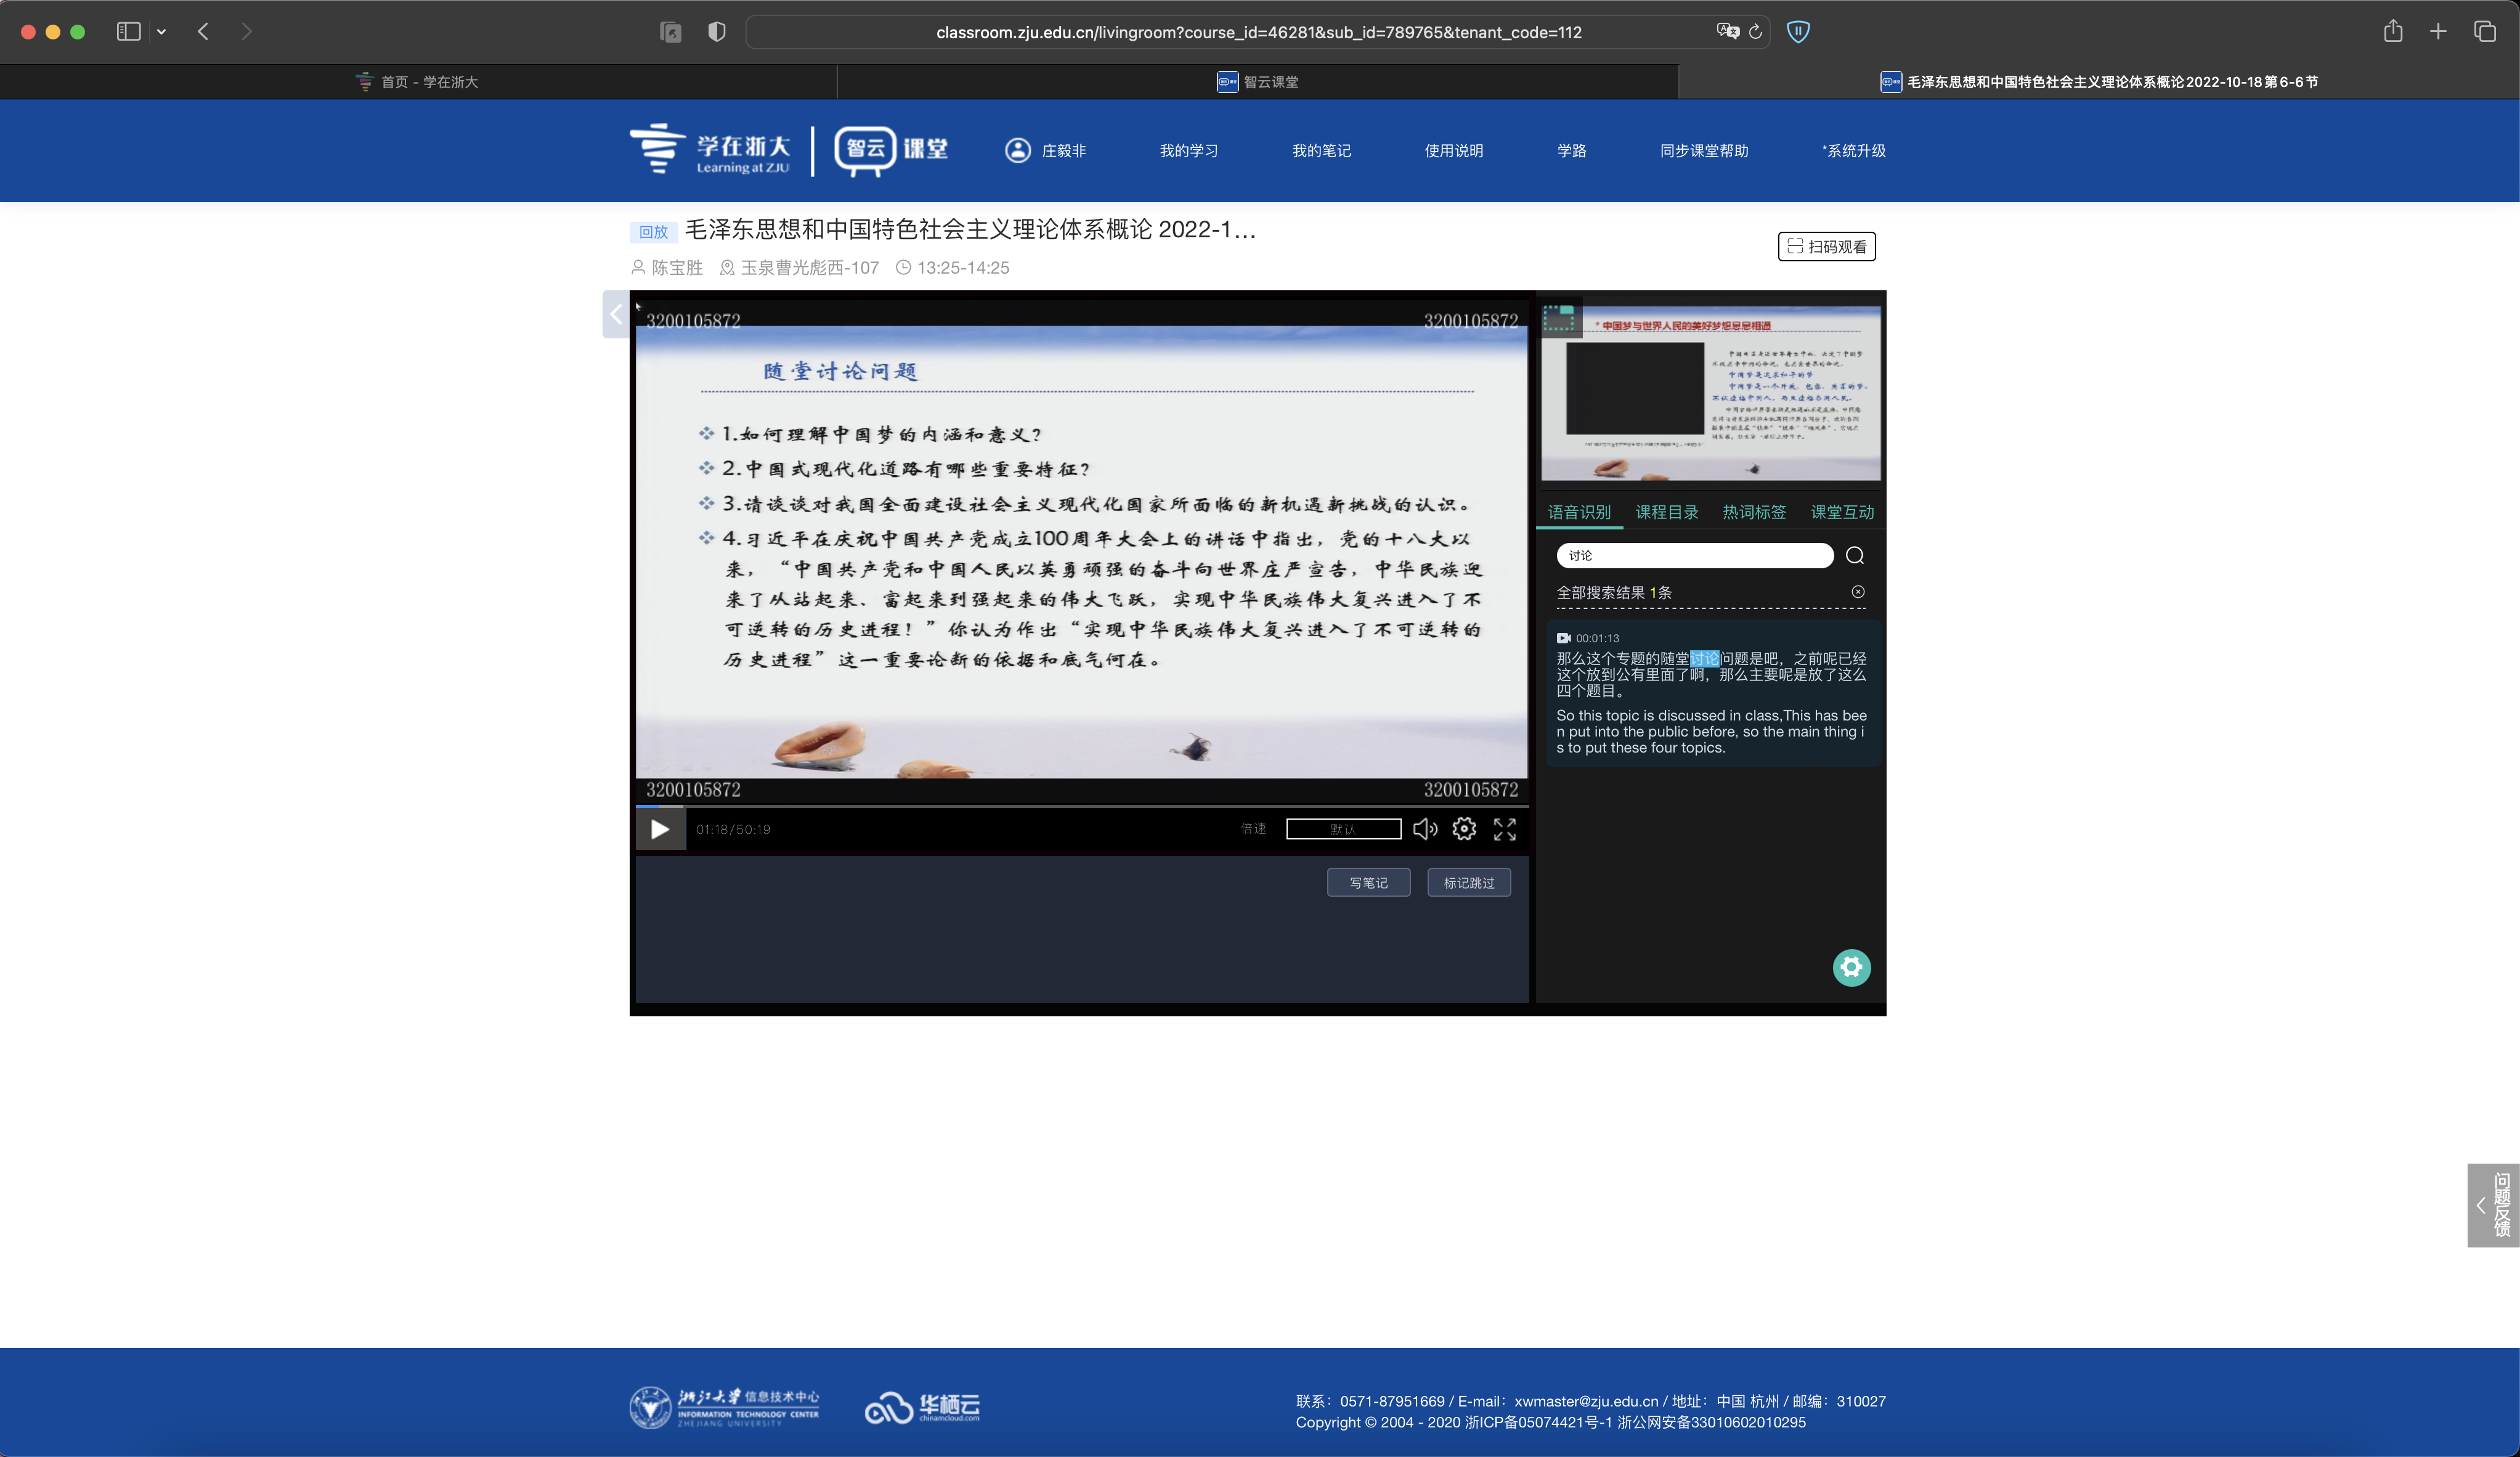 classroom.zju.edu.cn/livingroom?course_id=46281&sub_id=789765&tenant_code=112
首页 - 学在浙大
智云课堂
毛泽东思想和中国特色社会主义理论体系概论2022-10-18第6-6节
学在浙大
Learning at ZJU
智云课堂
庄毅非
我的学习
我的笔记
使用说明
学路
同步课堂帮助
*系统升级
回放 毛泽东思想和中国特色社会主义理论体系概论 2022-1...
扫码观看
陈宝胜 玉泉曹光彪西-107 13:25-14:25
3200105872 3200105872
随堂讨论问题
1.如何理解中国梦的内涵和意义?
2.中国式现代化道路有哪些重要特征?
3.请谈谈对我国全面建设社会主义现代化国家所面临的新机遇新挑战的认识。
4.习近平在庆祝中国共产党成立100周年大会上的讲话中指出，党的十八大以
来，“中国共产党和中国人民以英勇顽强的奋斗向世界庄严宣告，中华民族迎
来了从站起来、富起来到强起来的伟大飞跃，实现中华民族伟大复兴进入了不
可逆转的历史进程！”你认为作出“实现中华民族伟大复兴进入了不可逆转的
历史进程”这一重要论断的依据和底气何在。
3200105872 3200105872
01:18/50:19
倍速
默认
写笔记
标记跳过
* 中国梦与世界人民的美好梦想息息相通
中国梦是追求和平的梦
语音识别 课程目录 热词标签 课堂互动
讨论
全部搜索结果 1条
00:01:13
那么这个专题的随堂讨论问题是吧，之前呢已经
这个放到公有里面了啊，那么主要呢是放了这么
四个题目。
So this topic is discussed in class,This has bee
n put into the public before, so the main thing i
s to put these four topics.
问题反馈
浙江大学 信息技术中心
INFORMATION TECHNOLOGY CENTER
ZHEJIANG UNIVERSITY
华栖云
chinamcloud.com
联系：0571-87951669 / E-mail：xwmaster@zju.edu.cn / 地址：中国 杭州 / 邮编：310027
Copyright © 2004 - 2020 浙ICP备05074421号-1 浙公网安备33010602010295